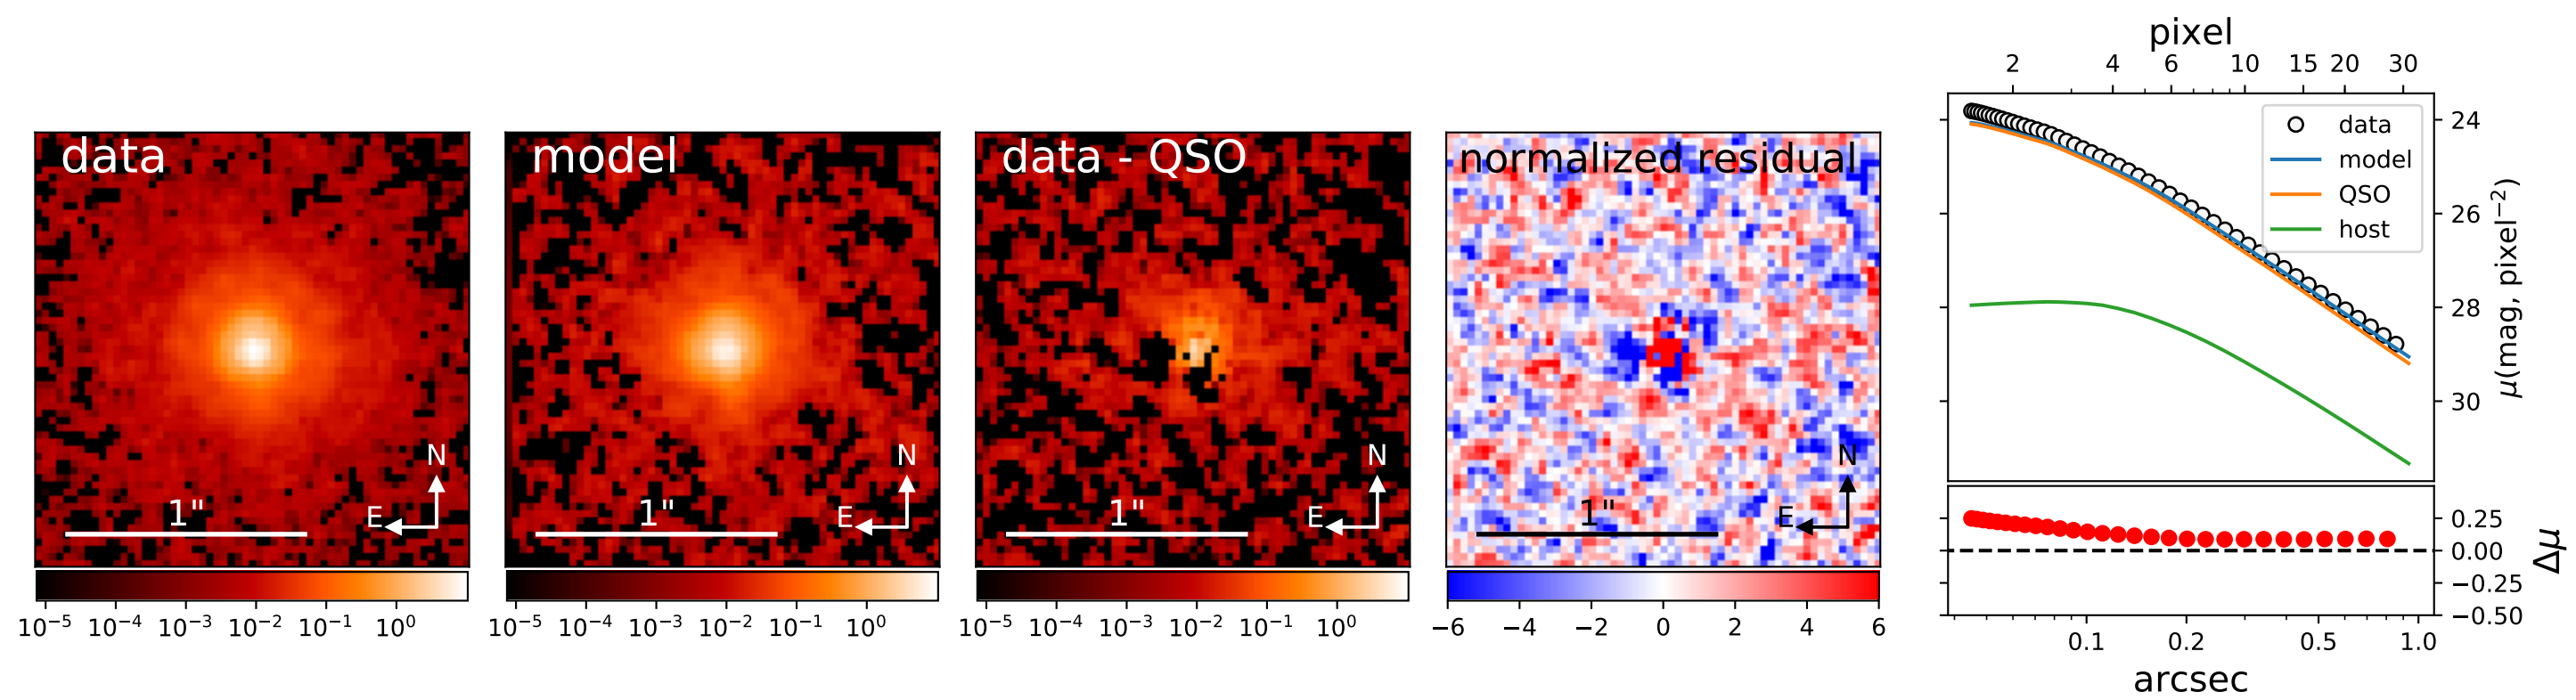 data
N
E
1"
10⁻⁵ 10⁻⁴ 10⁻³ 10⁻² 10⁻¹ 10⁰
model
N
E
1"
10⁻⁵ 10⁻⁴ 10⁻³ 10⁻² 10⁻¹ 10⁰
data - QSO
N
E
1"
10⁻⁵ 10⁻⁴ 10⁻³ 10⁻² 10⁻¹ 10⁰
normalized residual
N
E
1"
−6 −4 −2 0 2 4 6
pixel
2 4 6 10 15 20 30
data
model
QSO
host
24
26
28
30
μ(mag, pixel⁻²)
0.25
0.00
−0.25
−0.50
Δμ
0.1 0.2 0.5 1.0
arcsec